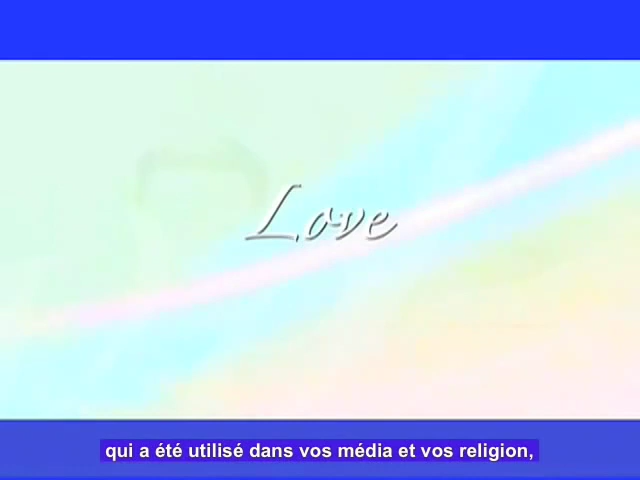 Love
qui a été utilisé dans vos média et vos religion,